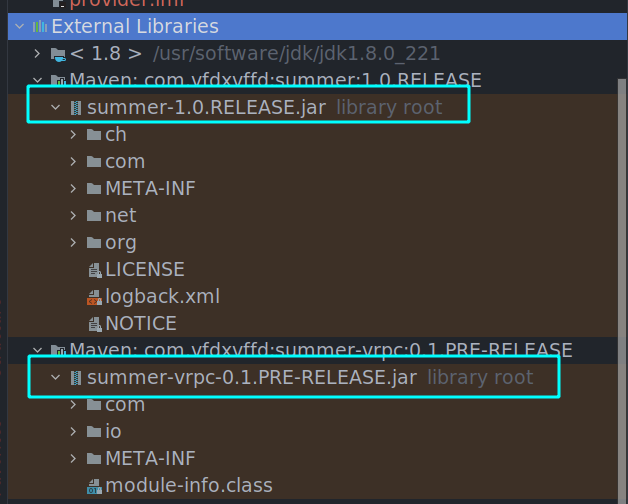 provider.iml
External Libraries
< 1.8 > /usr/software/jdk/jdk1.8.0_221
Maven: com.yfdxyffd:summer:1.0.RELEASE
summer-1.0.RELEASE.jar library root
ch
com
META-INF
net
org
LICENSE
logback.xml
NOTICE
Maven: com.yfdxyffd:summer-vrpc:0.1.PRE-RELEASE
summer-vrpc-0.1.PRE-RELEASE.jar library root
com
io
META-INF
module-info.class